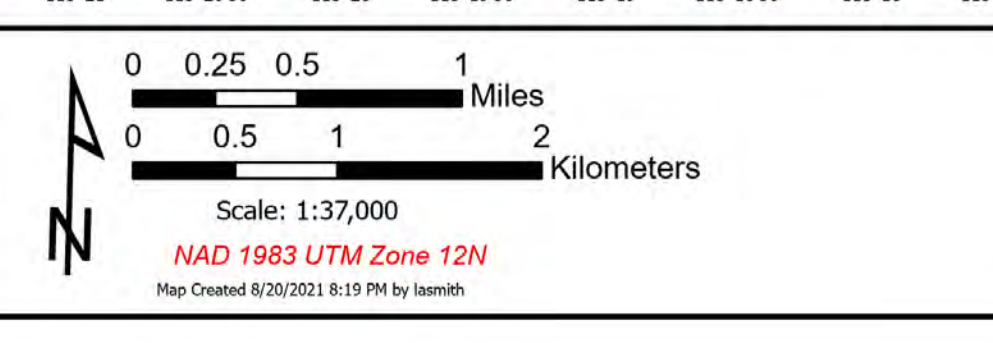 0 0.25 0.5 1
Miles
0 0.5 1 2
Kilometers
N
Scale: 1:37,000
NAD 1983 UTM Zone 12N
Map Created 8/20/2021 8:19 PM by lasmith